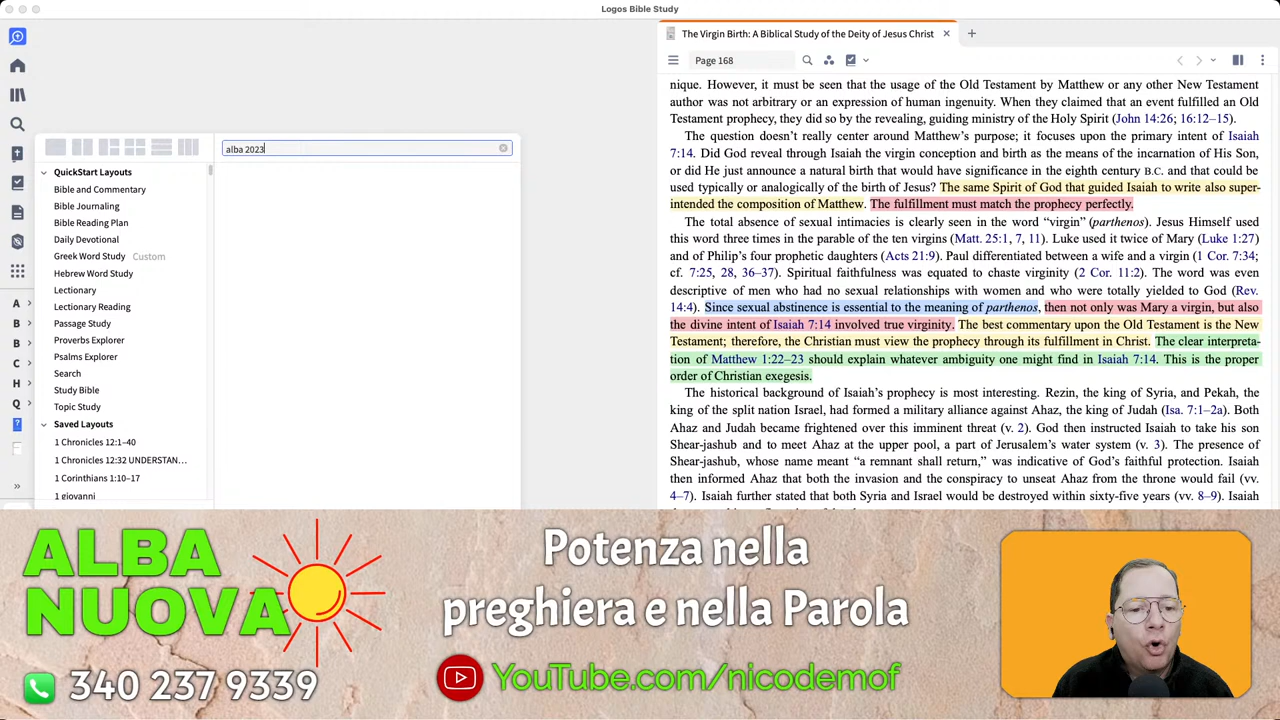 Logos Bible Study
The Virgin Birth: A Biblical Study of the Deity of Jesus Christ
Page 168
alba 2023
QuickStart Layouts
Bible and Commentary
Bible Journaling
Bible Reading Plan
Daily Devotional
Greek Word Study Custom
Hebrew Word Study
Lectionary
Lectionary Reading
Passage Study
Proverbs Explorer
Psalms Explorer
Search
Study Bible
Topic Study
Saved Layouts
1 Chronicles 12:1–40
1 Chronicles 12:32 UNDERSTAN...
1 Corinthians 1:10–17
1 giovanni
A
B
B
C
H
Q
nique. However, it must be seen that the usage of the Old Testament by Matthew or any other New Testament
author was not arbitrary or an expression of human ingenuity. When they claimed that an event fulfilled an Old
Testament prophecy, they did so by the revealing, guiding ministry of the Holy Spirit (John 14:26; 16:12–15).
The question doesn’t really center around Matthew’s purpose; it focuses upon the primary intent of Isaiah
7:14. Did God reveal through Isaiah the virgin conception and birth as the means of the incarnation of His Son,
or did He just announce a natural birth that would have significance in the eighth century B.C. and that could be
used typically or analogically of the birth of Jesus? The same Spirit of God that guided Isaiah to write also super-
intended the composition of Matthew. The fulfillment must match the prophecy perfectly.
The total absence of sexual intimacies is clearly seen in the word “virgin” (parthenos). Jesus Himself used
this word three times in the parable of the ten virgins (Matt. 25:1, 7, 11). Luke used it twice of Mary (Luke 1:27)
and of Philip’s four prophetic daughters (Acts 21:9). Paul differentiated between a wife and a virgin (1 Cor. 7:34;
cf. 7:25, 28, 36–37). Spiritual faithfulness was equated to chaste virginity (2 Cor. 11:2). The word was even
descriptive of men who had no sexual relationships with women and who were totally yielded to God (Rev.
14:4). Since sexual abstinence is essential to the meaning of parthenos, then not only was Mary a virgin, but also
the divine intent of Isaiah 7:14 involved true virginity. The best commentary upon the Old Testament is the New
Testament; therefore, the Christian must view the prophecy through its fulfillment in Christ. The clear interpreta-
tion of Matthew 1:22–23 should explain whatever ambiguity one might find in Isaiah 7:14. This is the proper
order of Christian exegesis.
The historical background of Isaiah’s prophecy is most interesting. Rezin, the king of Syria, and Pekah, the
king of the split nation Israel, had formed a military alliance against Ahaz, the king of Judah (Isa. 7:1–2a). Both
Ahaz and Judah became frightened over this imminent threat (v. 2). God then instructed Isaiah to take his son
Shear-jashub and to meet Ahaz at the upper pool, a part of Jerusalem’s water system (v. 3). The presence of
Shear-jashub, whose name meant “a remnant shall return,” was indicative of God’s faithful protection. Isaiah
then informed Ahaz that both the invasion and the conspiracy to unseat Ahaz from the throne would fail (vv.
4–7). Isaiah further stated that both Syria and Israel would be destroyed within sixty-five years (vv. 8–9). Isaiah
ALBA
NUOVA
340 237 9339
Potenza nella
preghiera e nella Parola
YouTube.com/nicodemof